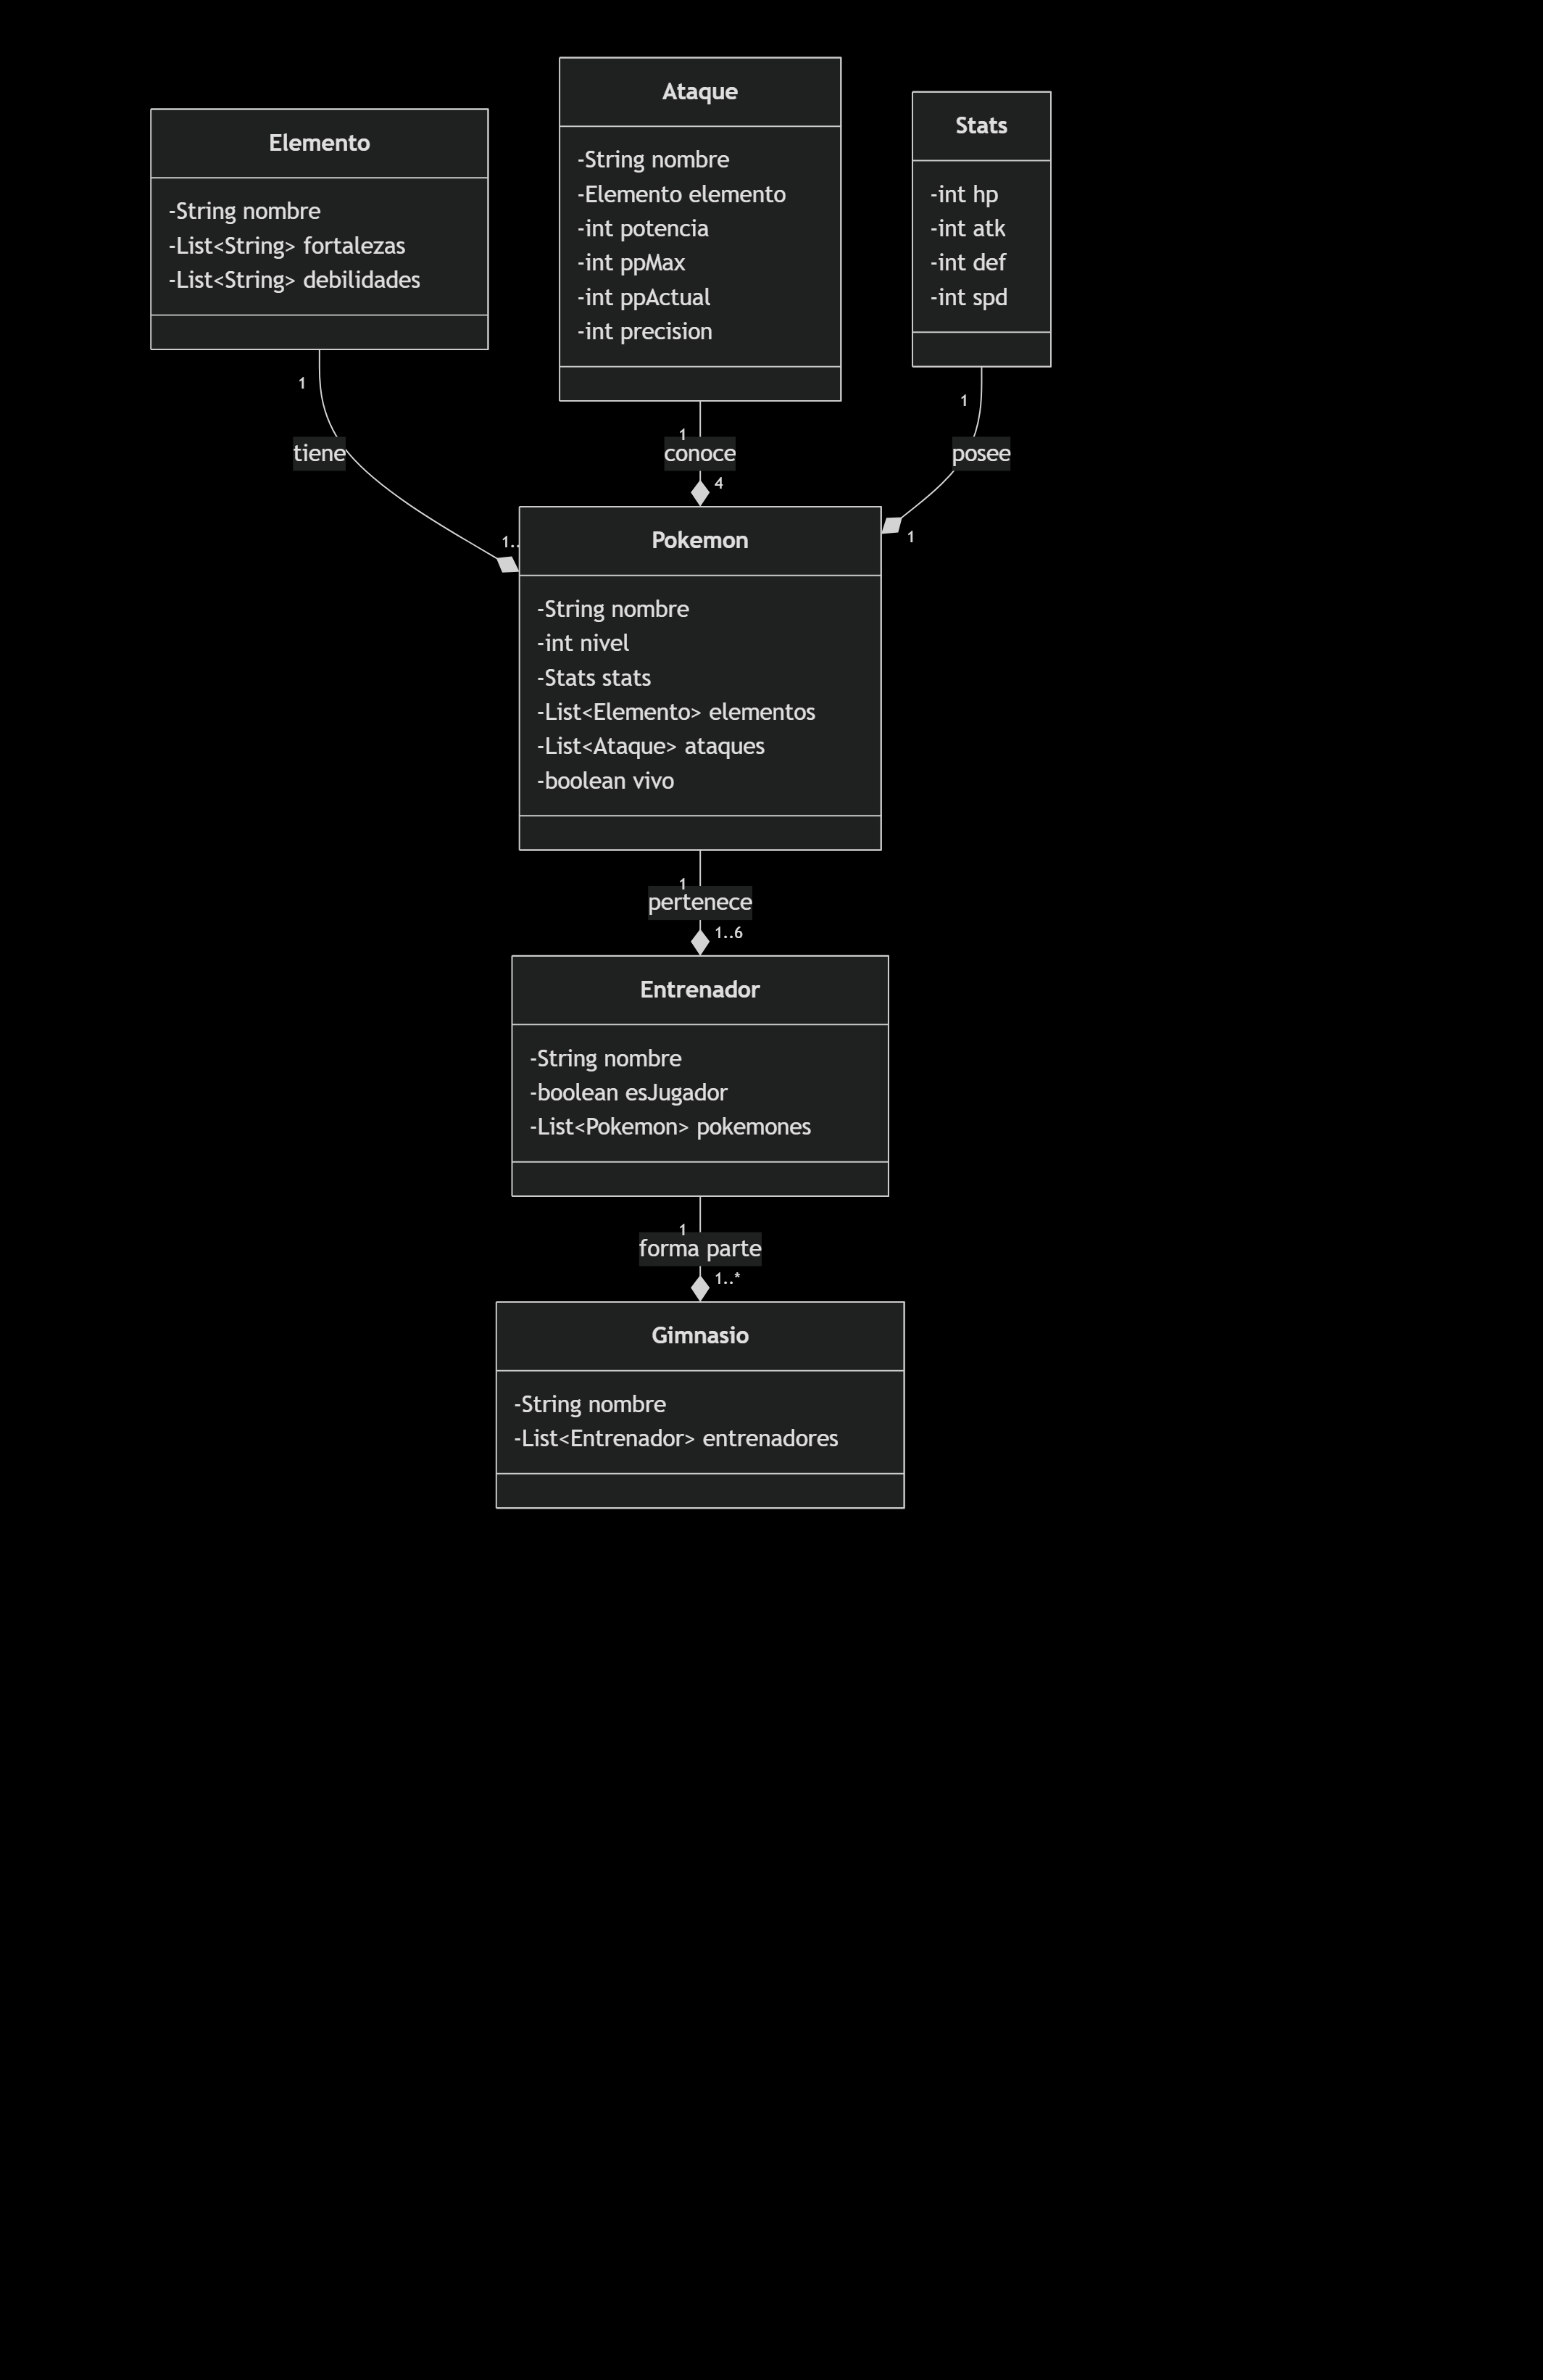 Elemento
-String nombre
-List<String> fortalezas
-List<String> debilidades
Ataque
-String nombre
-Elemento elemento
-int potencia
-int ppMax
-int ppActual
-int precision
Stats
-int hp
-int atk
-int def
-int spd
1
tiene
1..
1
conoce
4
1
posee
1
Pokemon
-String nombre
-int nivel
-Stats stats
-List<Elemento> elementos
-List<Ataque> ataques
-boolean vivo
1
pertenece
1..6
Entrenador
-String nombre
-boolean esJugador
-List<Pokemon> pokemones
1
forma parte
1..*
Gimnasio
-String nombre
-List<Entrenador> entrenadores